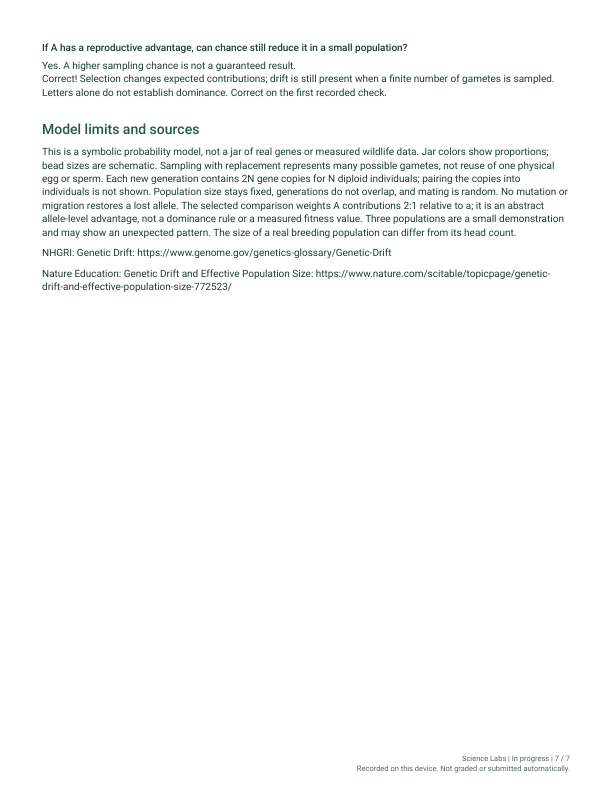 If A has a reproductive advantage, can chance still reduce it in a small population?
Yes. A higher sampling chance is not a guaranteed result.
Correct! Selection changes expected contributions; drift is still present when a finite number of gametes is sampled.
Letters alone do not establish dominance. Correct on the first recorded check.
Model limits and sources
This is a symbolic probability model, not a jar of real genes or measured wildlife data. Jar colors show proportions;
bead sizes are schematic. Sampling with replacement represents many possible gametes, not reuse of one physical
egg or sperm. Each new generation contains 2N gene copies for N diploid individuals; pairing the copies into
individuals is not shown. Population size stays fixed, generations do not overlap, and mating is random. No mutation or
migration restores a lost allele. The selected comparison weights A contributions 2:1 relative to a; it is an abstract
allele-level advantage, not a dominance rule or a measured fitness value. Three populations are a small demonstration
and may show an unexpected pattern. The size of a real breeding population can differ from its head count.
NHGRI: Genetic Drift: https://www.genome.gov/genetics-glossary/Genetic-Drift
Nature Education: Genetic Drift and Effective Population Size: https://www.nature.com/scitable/topicpage/genetic-
drift-and-effective-population-size-772523/
Science Labs | In progress | 7 / 7
Recorded on this device. Not graded or submitted automatically.